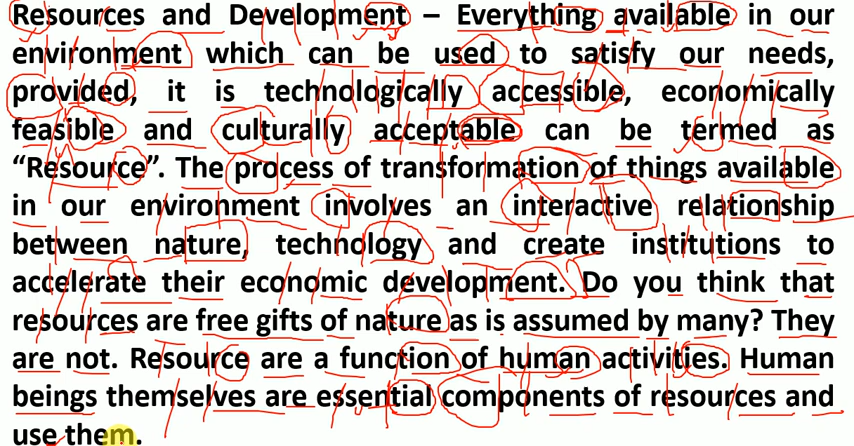 Resources and Development – Everything available in our
environment which can be used to satisfy our needs,
provided, it is technologically accessible, economically
feasible and culturally acceptable can be termed as
“Resource”. The process of transformation of things available
in our environment involves an interactive relationship
between nature, technology and create institutions to
accelerate their economic development. Do you think that
resources are free gifts of nature as is assumed by many? They
are not. Resource are a function of human activities. Human
beings themselves are essential components of resources and
use them.